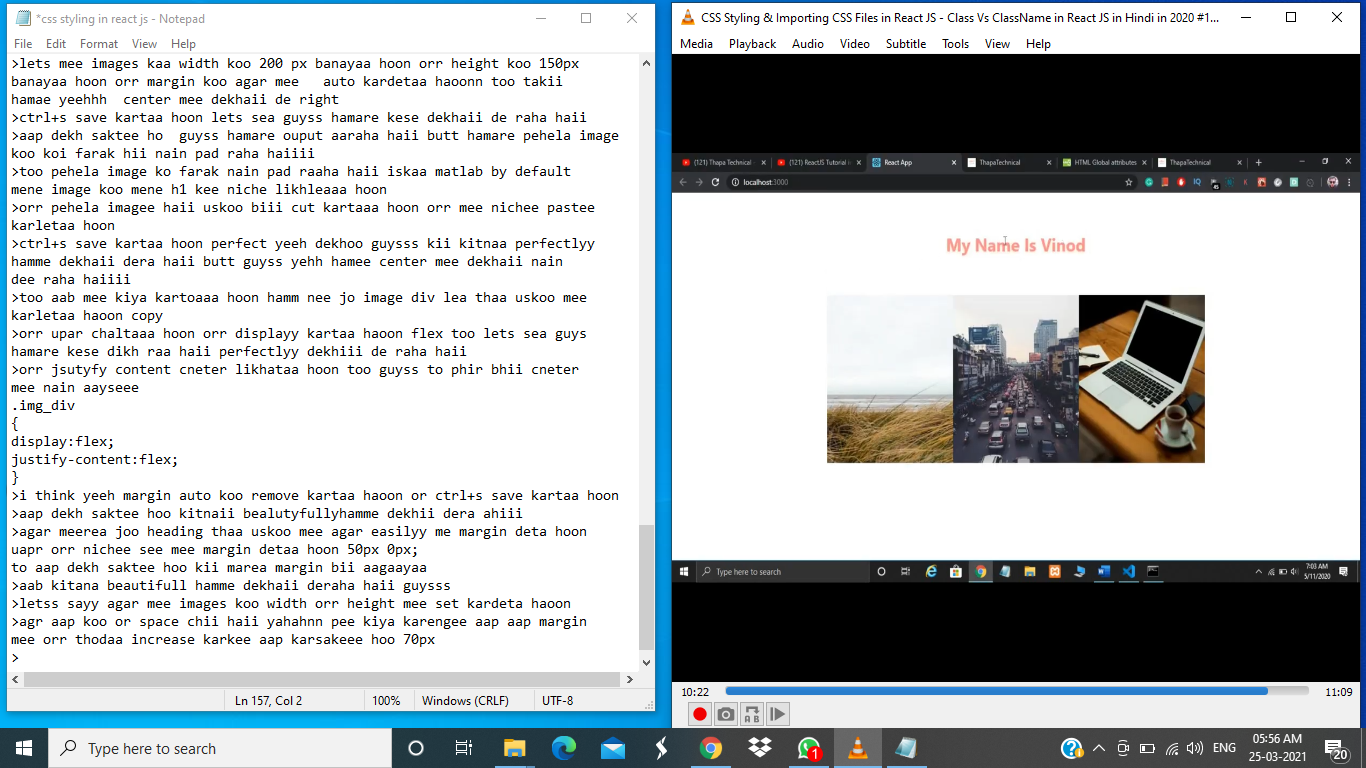 *css styling in react js - Notepad
File Edit Format View Help
>lets mee images kaa width koo 200 px banayaa hoon orr height koo 150px
banayaa hoon orr margin koo agar mee   auto kardetaa haoonn too takii
hamae yeehhh  center mee dekhaii de right
>ctrl+s save kartaa hoon lets sea guyss hamare kese dekhaii de raha haii
>aap dekh saktee ho  guyss hamare ouput aaraha haii butt hamare pehela image
koo koi farak hii nain pad raha haiiii
>too pehela image ko farak nain pad raaha haii iskaa matlab by default
mene image koo mene h1 kee niche likhleaaa hoon
>orr pehela imagee haii uskoo biii cut kartaaa hoon orr mee nichee pastee
karletaa hoon
>ctrl+s save kartaa hoon perfect yeeh dekhoo guysss kii kitnaa perfectlyy
hamme dekhaii dera haii butt guyss yehh hamee center mee dekhaii nain
dee raha haiiii
>too aab mee kiya kartoaaa hoon hamm nee jo image div lea thaa uskoo mee
karletaa haoon copy
>orr upar chaltaaa hoon orr displayy kartaa haoon flex too lets sea guys
hamare kese dikh raa haii perfectlyy dekhiii de raha haii
>orr jsutyfy content cneter likhataa hoon too guyss to phir bhii cneter
mee nain aayseee
.img_div
{
display:flex;
justify-content:flex;
}
>i think yeeh margin auto koo remove kartaa haoon or ctrl+s save kartaa hoon
>aap dekh saktee hoo kitnaii bealutyfullyhamme dekhii dera ahiii
>agar meerea joo heading thaa uskoo mee agar easilyy me margin deta hoon
uapr orr nichee see mee margin detaa hoon 50px 0px;
to aap dekh saktee hoo kii marea margin bii aagaayaa
>aab kitana beautifull hamme dekhaii deraha haii guysss
>letss sayy agar mee images koo width orr height mee set kardeta haoon
>agr aap koo or space chii haii yahahnn pee kiya karengee aap aap margin
mee orr thodaa increase karkee aap karsakeee hoo 70px
>
Ln 157, Col 2 100% Windows (CRLF) UTF-8
CSS Styling & Importing CSS Files in React JS - Class Vs ClassName in React JS in Hindi in 2020 #1...
Media Playback Audio Video Subtitle Tools View Help
(121) Thapa Technical (121) ReactJS Tutorial React App ThapaTechnical HTML Global attributes ThapaTechnical
localhost:3000
My Name Is Vinod
Type here to search
7:03 AM
5/11/2020
10:22 11:09
A B
Type here to search
1
ENG
05:56 AM
25-03-2021
20